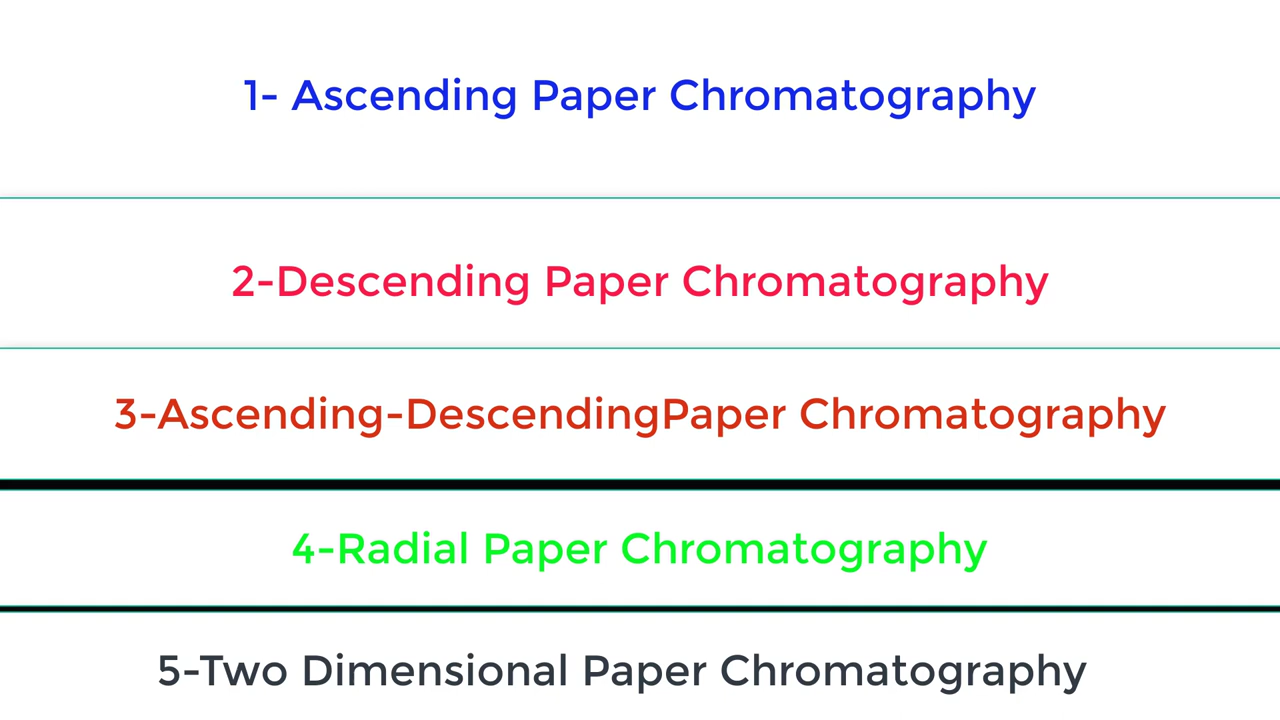 1- Ascending Paper Chromatography
2-Descending Paper Chromatography
3-Ascending-DescendingPaper Chromatography
4-Radial Paper Chromatography
5-Two Dimensional Paper Chromatography